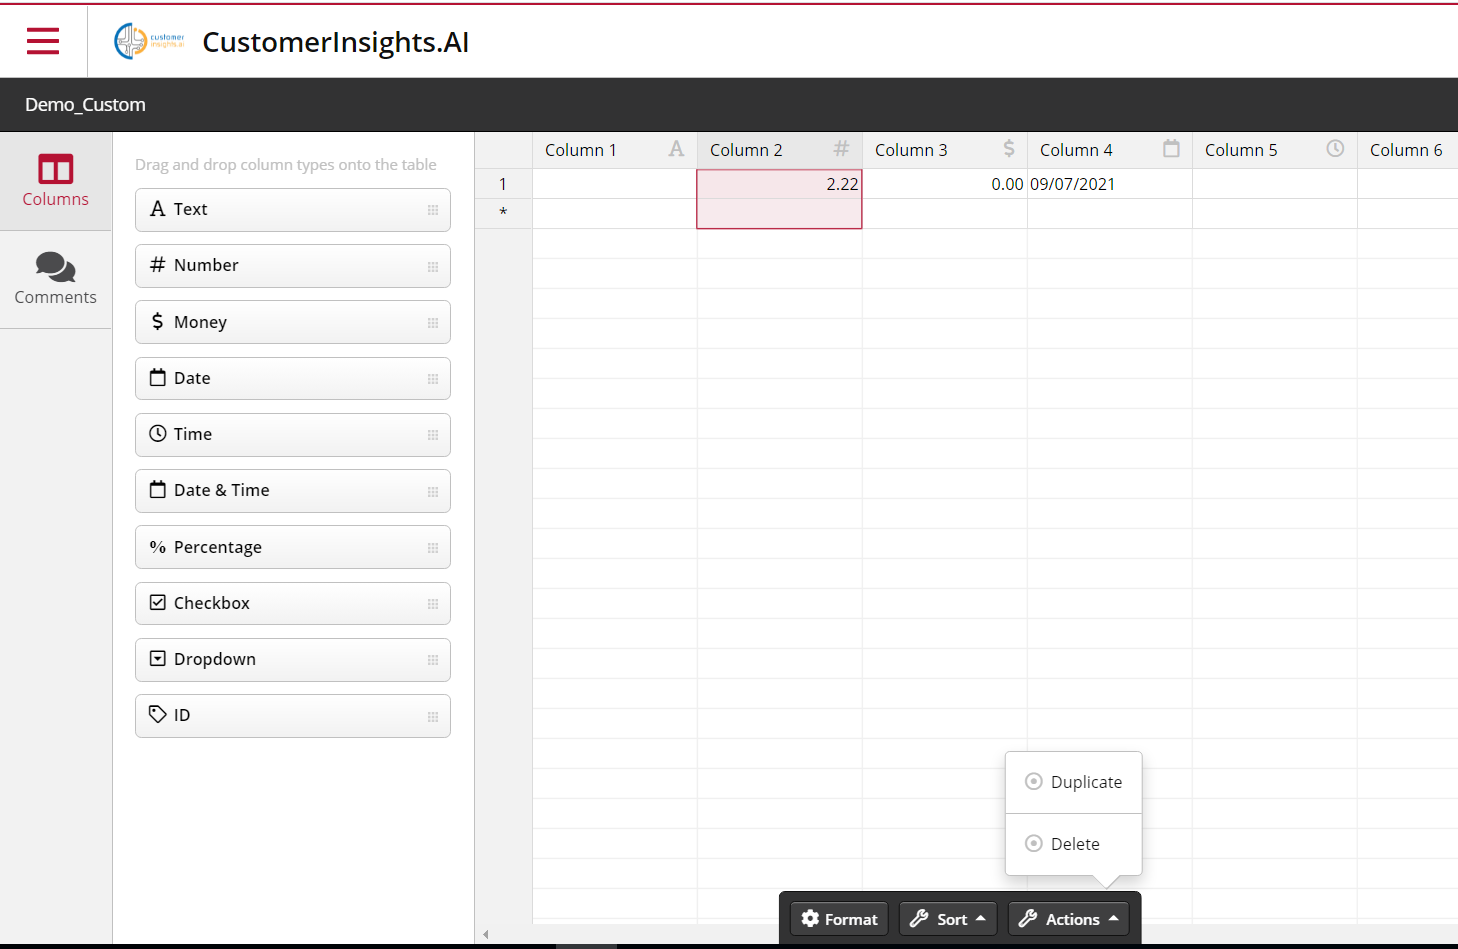 customer
insights.ai
CustomerInsights.AI
Demo_Custom
Columns
Comments
Drag and drop column types onto the table
A Text
# Number
$ Money
Date
Time
Date & Time
% Percentage
Checkbox
Dropdown
ID
Column 1 A Column 2 # Column 3 $ Column 4 Column 5 Column 6
1 2.22 0.00 09/07/2021
*
Duplicate
Delete
Format Sort Actions